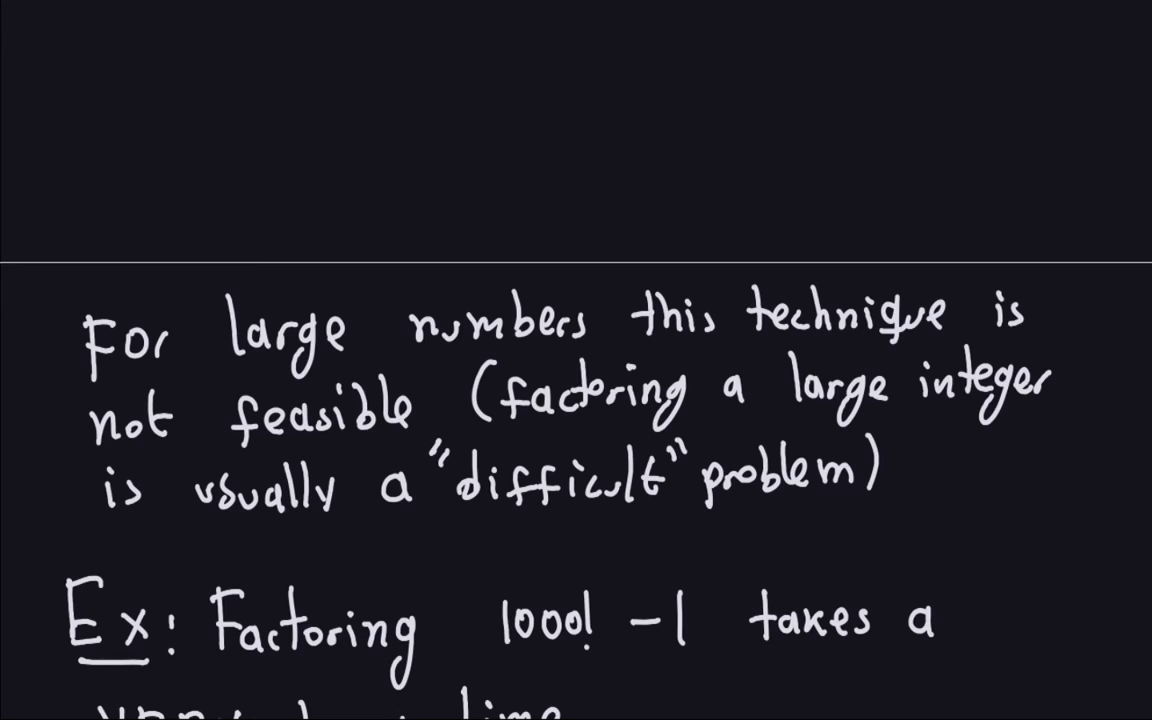 For large numbers this technique is
not feasible (factoring a large integer
is usually a "difficult" problem)
Ex: Factoring 1000! -1 takes a